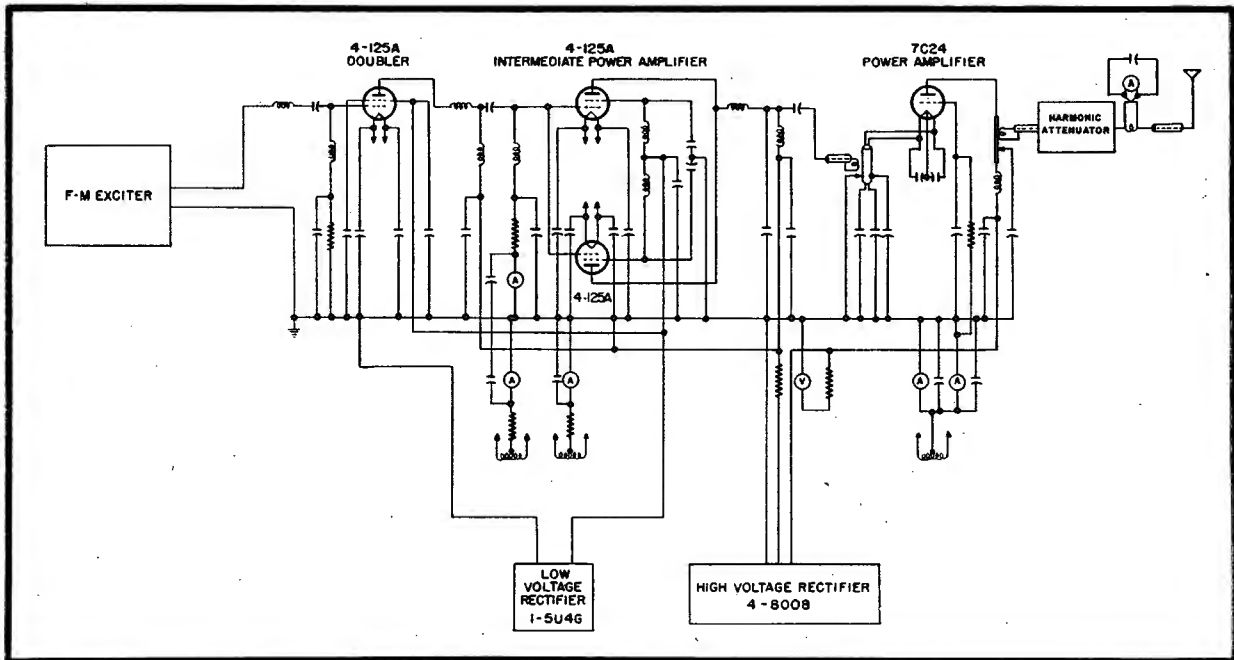 4-125A
DOUBLER
4-125A
INTERMEDIATE POWER AMPLIFIER
7C24
POWER AMPLIFIER
A
HARMONIC
ATTENUATOR
F-M EXCITER
A
4-125A
A
A
V
A
A
LOW
VOLTAGE
RECTIFIER
1-5U4G
HIGH VOLTAGE RECTIFIER
4-8008